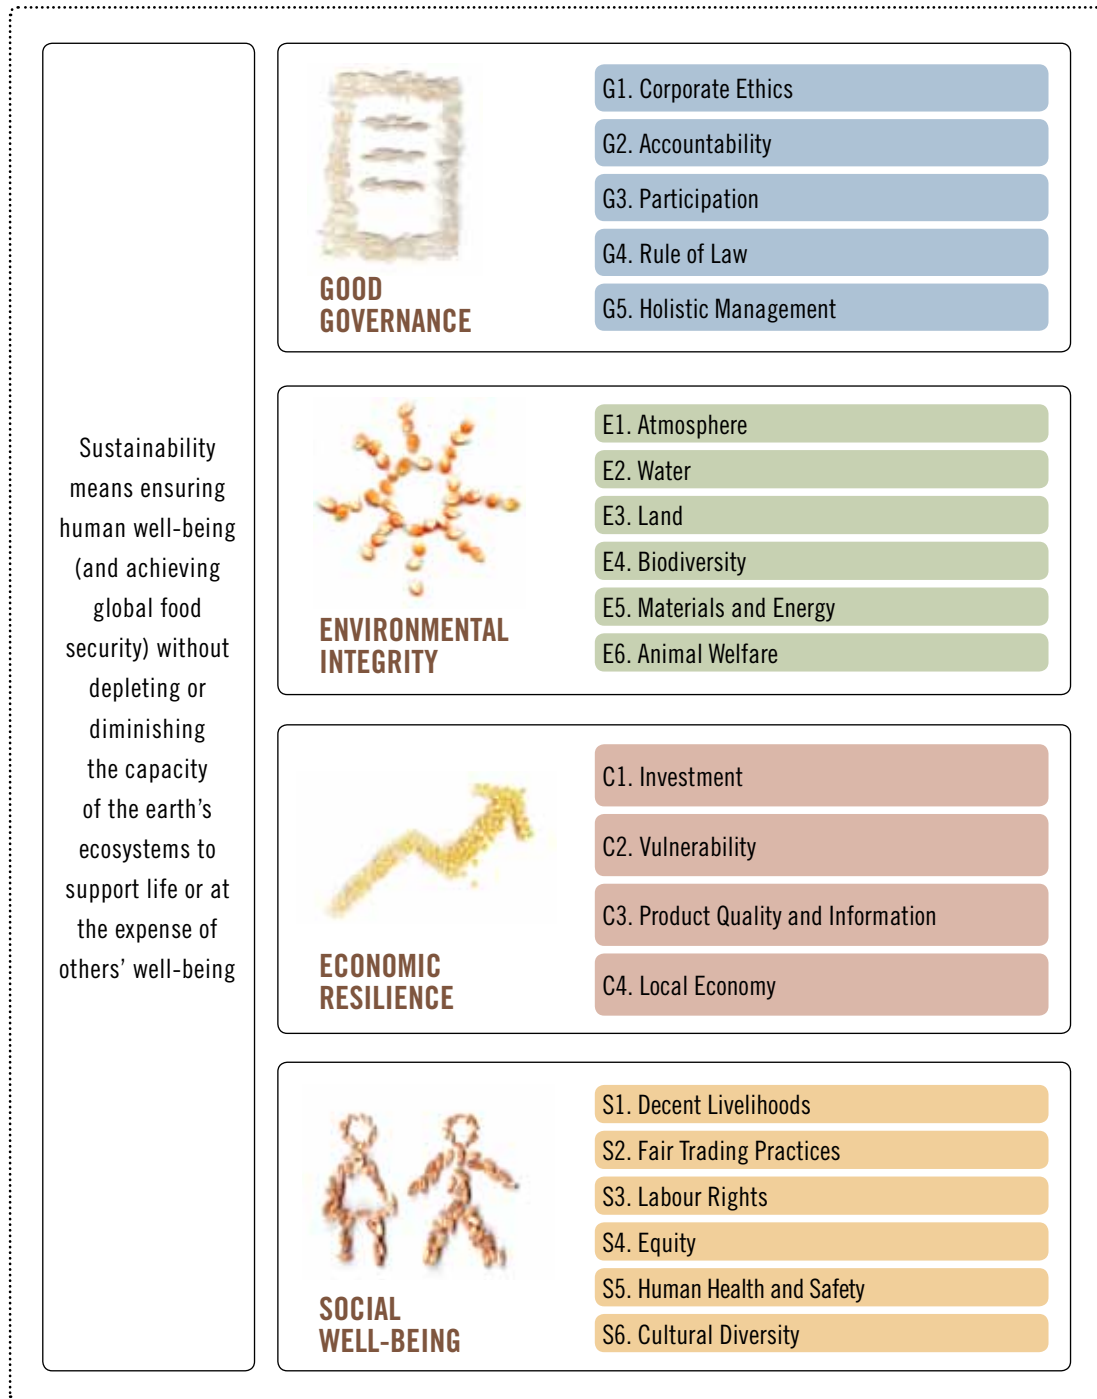 Sustainability
means ensuring
human well-being
(and achieving
global food
security) without
depleting or
diminishing
the capacity
of the earth’s
ecosystems to
support life or at
the expense of
others’ well-being
GOOD
GOVERNANCE
G1. Corporate Ethics
G2. Accountability
G3. Participation
G4. Rule of Law
G5. Holistic Management
ENVIRONMENTAL
INTEGRITY
E1. Atmosphere
E2. Water
E3. Land
E4. Biodiversity
E5. Materials and Energy
E6. Animal Welfare
ECONOMIC
RESILIENCE
C1. Investment
C2. Vulnerability
C3. Product Quality and Information
C4. Local Economy
SOCIAL
WELL-BEING
S1. Decent Livelihoods
S2. Fair Trading Practices
S3. Labour Rights
S4. Equity
S5. Human Health and Safety
S6. Cultural Diversity